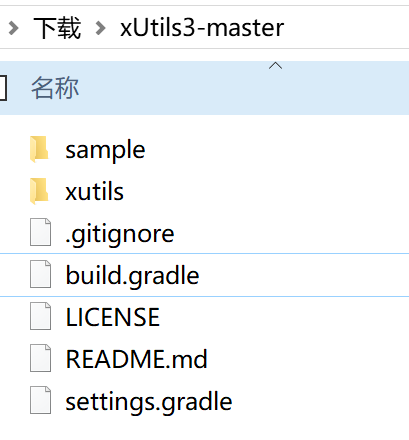 下载 xUtils3-master
名称
sample
xutils
.gitignore
build.gradle
LICENSE
README.md
settings.gradle